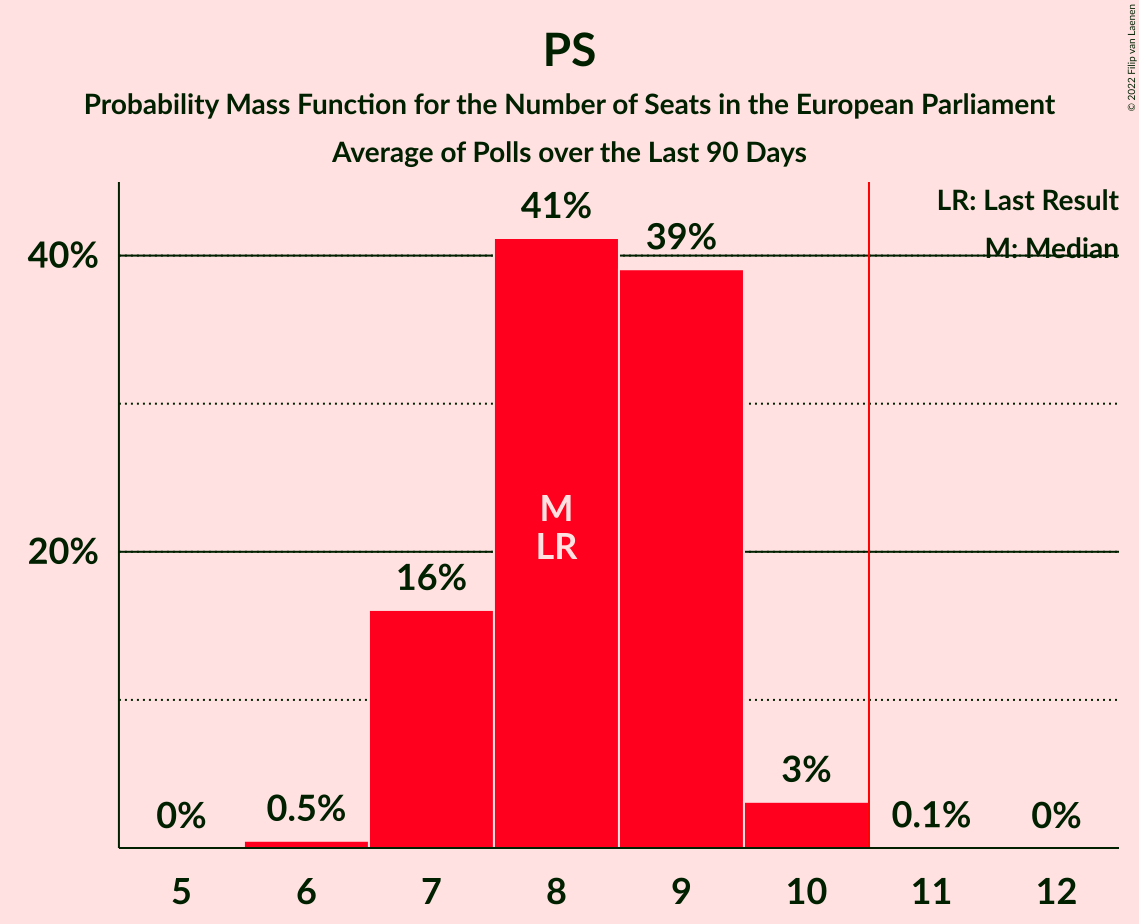 PS
Probability Mass Function for the Number of Seats in the European Parliament
Average of Polls over the Last 90 Days
© 2022 Filip van Laenen
LR: Last Result
M: Median
40%
20%
0%
0.5%
16%
41%
39%
3%
0.1%
0%
M
LR
5 6 7 8 9 10 11 12